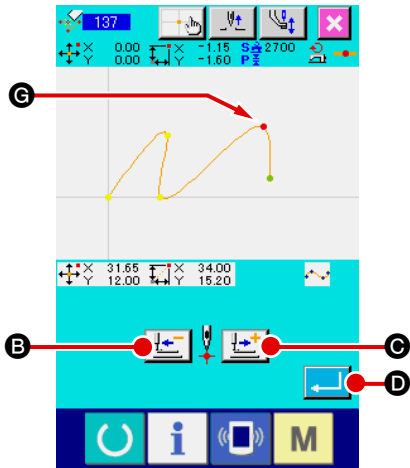 137
X 0.00 X -1.15 S 2700
Y 0.00 Y -1.60 P
G
X 31.65 X 34.00
Y 12.00 Y 15.20
B
C
D
i M